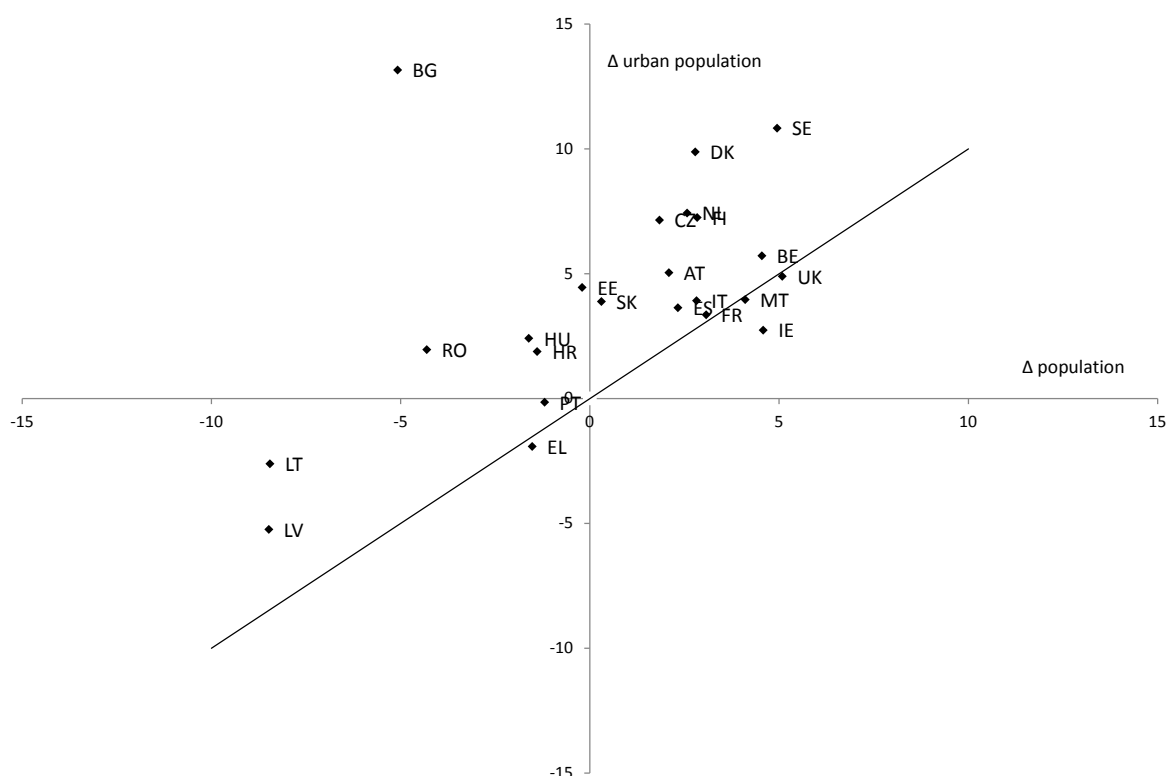 15
Δ urban population
BG
SE
10
DK
NL
FI
CZ
BE
5
AT
UK
EE
SK
IT
MT
ES
FR
IE
HU
HR
RO
Δ population
0
PT
-15
-10
-5
0
5
10
15
EL
LT
-5
LV
-10
-15